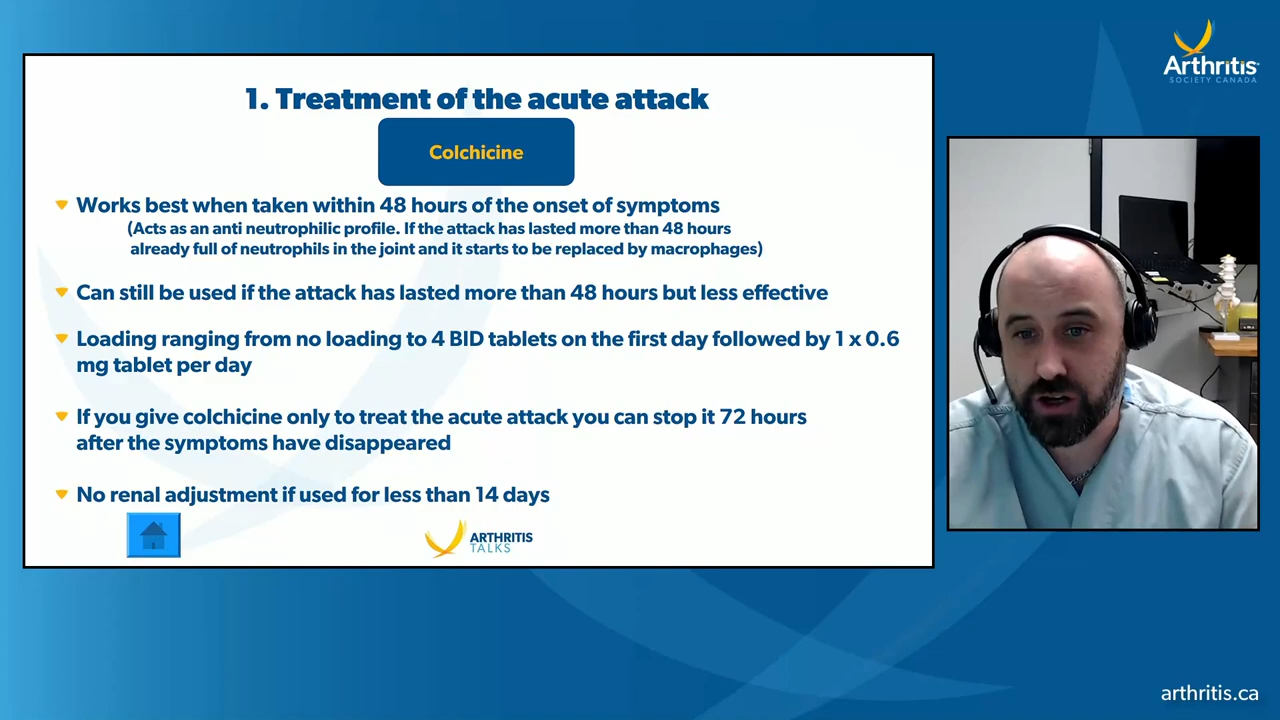 Arthritis
SOCIETY CANADA
1. Treatment of the acute attack
Colchicine
Works best when taken within 48 hours of the onset of symptoms
(Acts as an anti neutrophilic profile. If the attack has lasted more than 48 hours
already full of neutrophils in the joint and it starts to be replaced by macrophages)
Can still be used if the attack has lasted more than 48 hours but less effective
Loading ranging from no loading to 4 BID tablets on the first day followed by 1 x 0.6
mg tablet per day
If you give colchicine only to treat the acute attack you can stop it 72 hours
after the symptoms have disappeared
No renal adjustment if used for less than 14 days
ARTHRITIS
TALKS
arthritis.ca